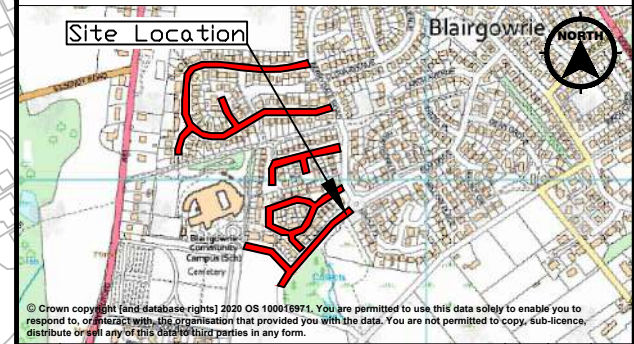 Site Location
Blairgowrie
NORTH
Blairgowrie
Community
Campus (Sch)
Cemetery
© Crown copyright [and database rights] 2020 OS 100016971. You are permitted to use this data solely to enable you to
respond to, or interact with, the organisation that provided you with the data. You are not permitted to copy, sub-licence,
distribute or sell any of this data to third parties in any form.